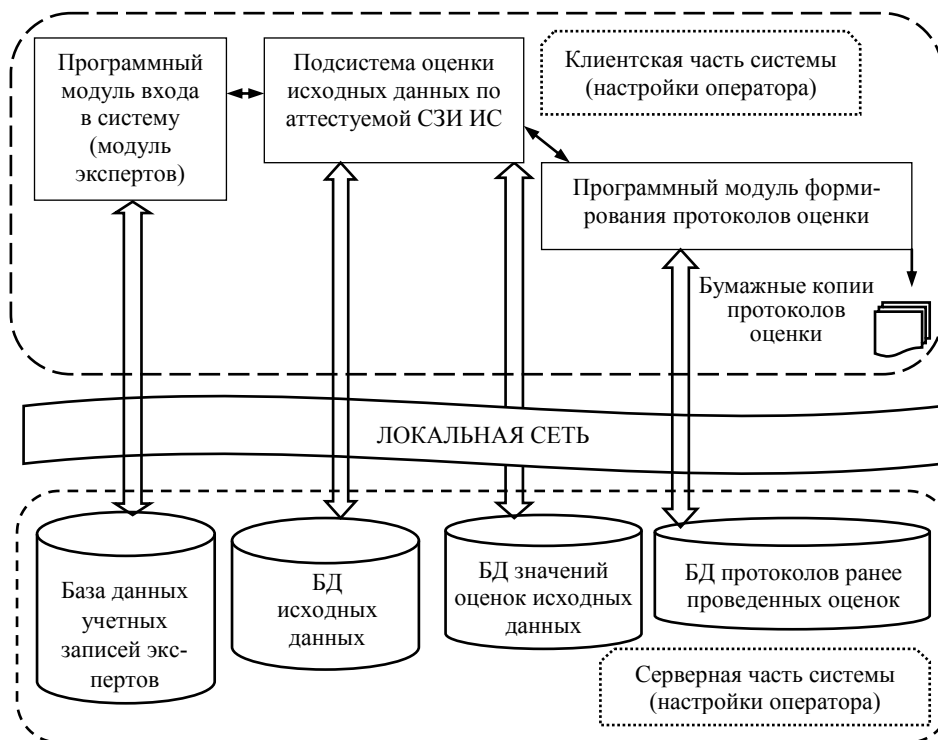 Программный
модуль входа
в систему
(модуль
экспертов)
Подсистема оценки
исходных данных по
аттестуемой СЗИ ИС
Клиентская часть системы
(настройки оператора)
Программный модуль форми-
рования протоколов оценки
Бумажные копии
протоколов
оценки
ЛОКАЛЬНАЯ СЕТЬ
База данных
учетных
записей экс-
пертов
БД
исходных
данных
БД значений
оценок исходных
данных
БД протоколов ранее
проведенных оценок
Серверная часть системы
(настройки оператора)